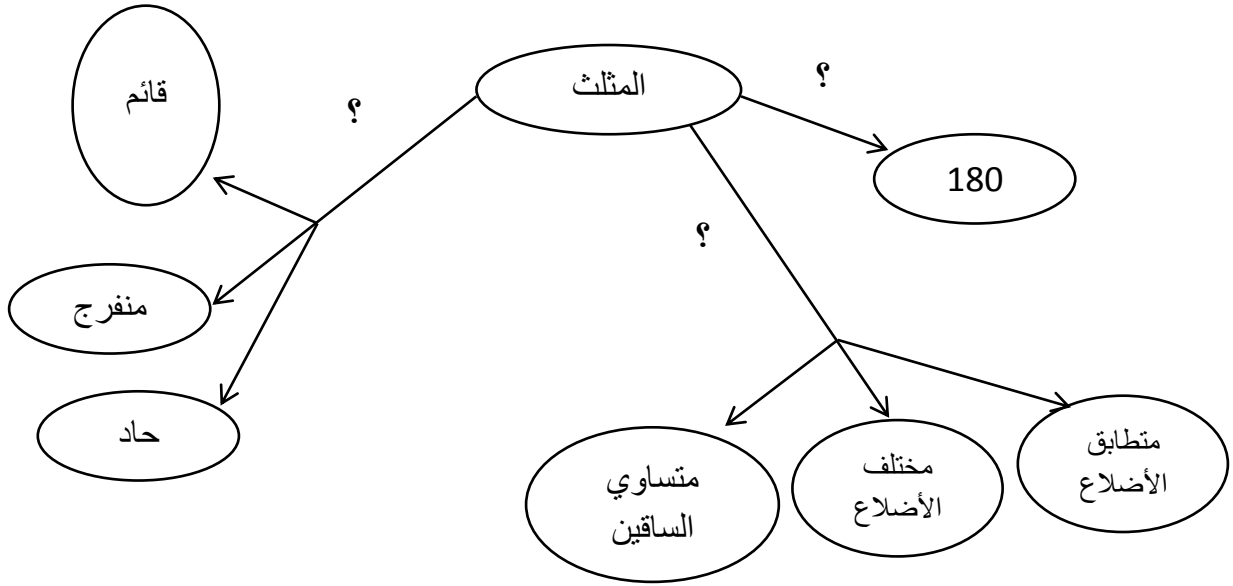 المثلث
؟
؟
قائم
180
؟
منفرج
حاد
متطابق
الأضلاع
مختلف
الأضلاع
متساوي
الساقين